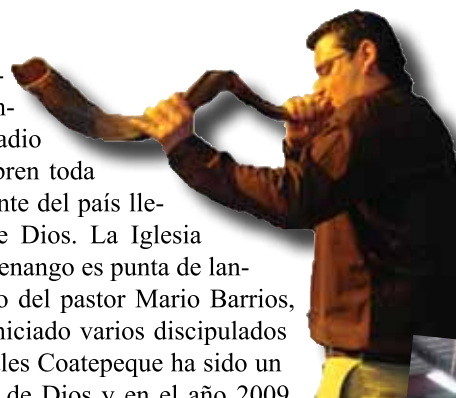 -
n-
adio
bren toda
nte del país lle-
e Dios. La Iglesia
enango es punta de lan-
o del pastor Mario Barrios,
niciado varios discipulados
les Coatepeque ha sido un
de Dios y en el año 2009